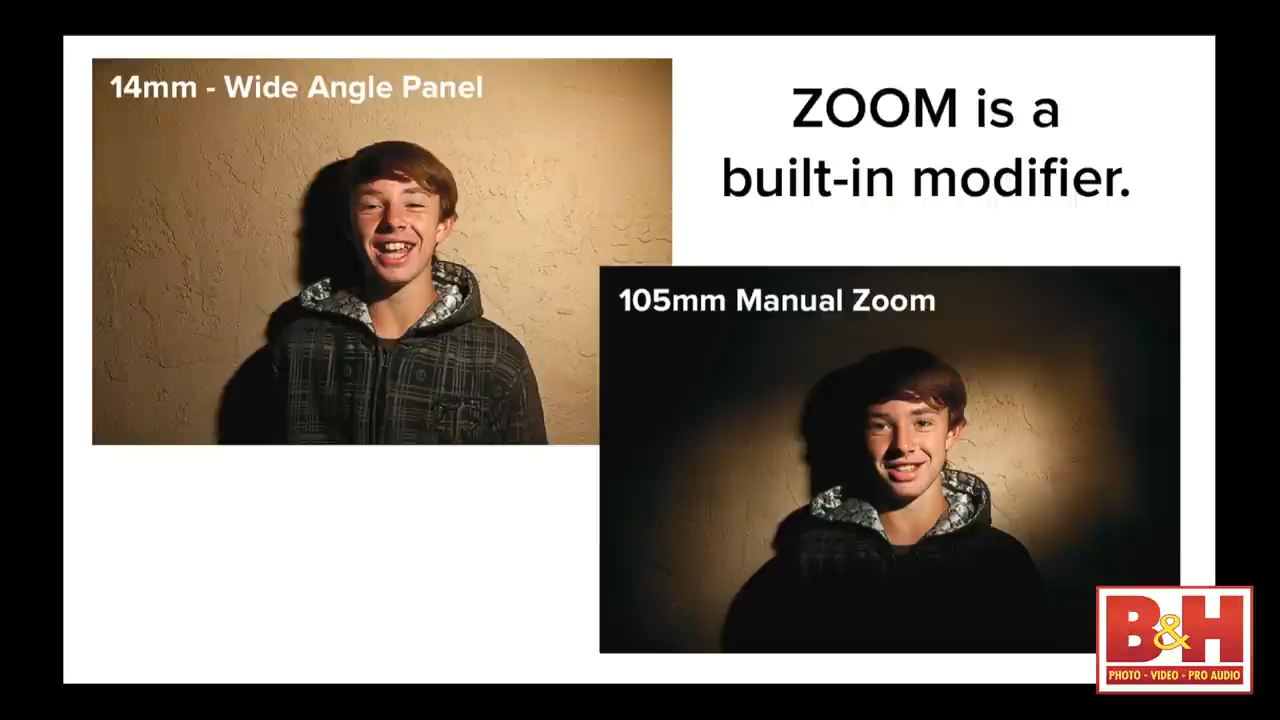 14mm - Wide Angle Panel
ZOOM is a
built-in modifier.
105mm Manual Zoom
B&H
PHOTO - VIDEO - PRO AUDIO